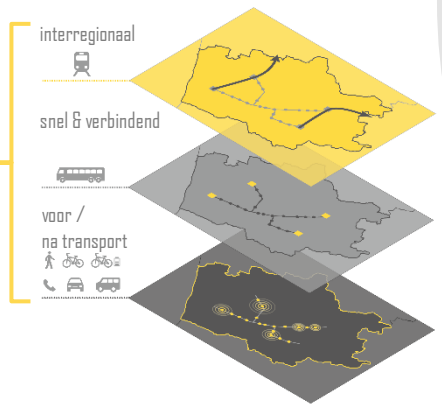 interregionaal
snel & verbindend
voor /
na transport